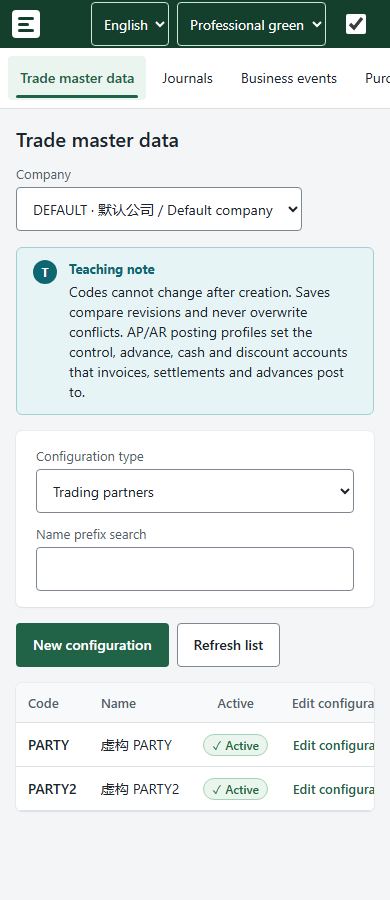 English
Professional green
Trade master data
Journals
Business events
Purc
Trade master data
Company
DEFAULT · 默认公司 / Default company
T
Teaching note
Codes cannot change after creation. Saves
compare revisions and never overwrite
conflicts. AP/AR posting profiles set the
control, advance, cash and discount accounts
that invoices, settlements and advances post
to.
Configuration type
Trading partners
Name prefix search
New configuration
Refresh list
Code Name Active Edit configura
PARTY 虚构 PARTY ✓ Active Edit configura
PARTY2 虚构 PARTY2 ✓ Active Edit configura